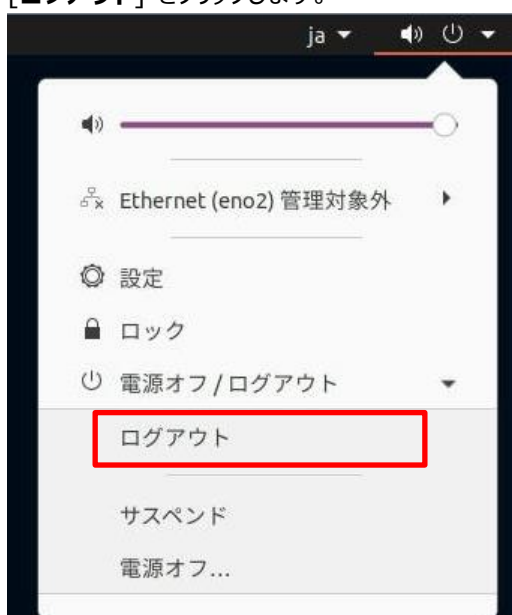 [ログアウト] をクリックします。
ja
Ethernet (eno2) 管理対象外
設定
ロック
電源オフ / ログアウト
ログアウト
サスペンド
電源オフ...